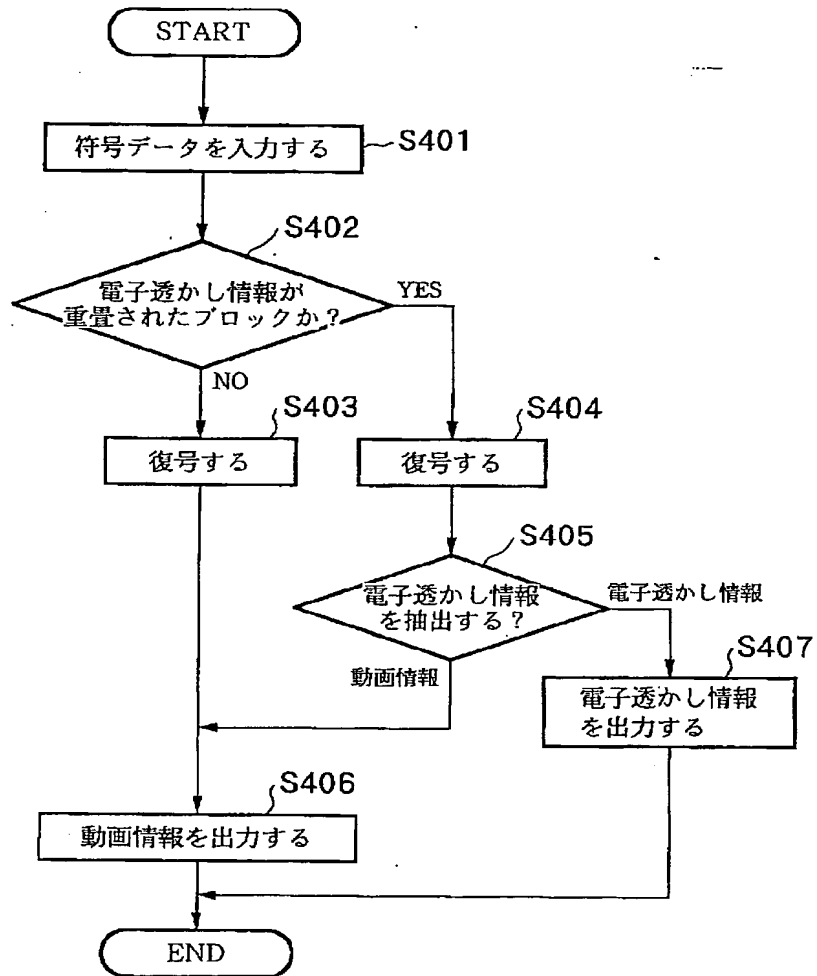 START
符号データを入力する
S401
S402
電子透かし情報が
重畳されたブロックか？
YES
NO
S403
復号する
S404
復号する
S405
電子透かし情報
を抽出する？
電子透かし情報
動画情報
S407
電子透かし情報
を出力する
S406
動画情報を出力する
END